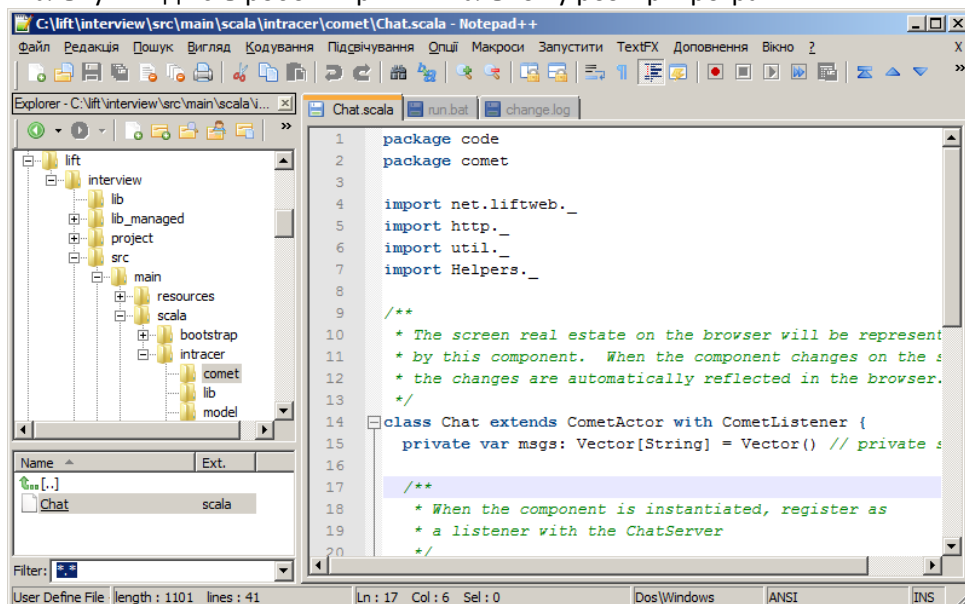 C:\lift\interview\src\main\scala\intracer\comet\Chat.scala - Notepad++
Файл Редакція Пошук Вигляд Кодування Підсвічування Опції Макроси Запустити TextFX Доповнення Вікно ? X
Explorer - C:\lift\interview\src\main\scala\i...
lift
interview
lib
lib_managed
project
src
main
resources
scala
bootstrap
intracer
comet
lib
model
Name Ext.
[..]
Chat scala
Filter: *.*
Chat.scala run.bat change.log
1 package code
2 package comet
3
4 import net.liftweb._
5 import http._
6 import util._
7 import Helpers._
8
9 /**
10 * The screen real estate on the browser will be represent
11 * by this component. When the component changes on the s
12 * the changes are automatically reflected in the browser.
13 */
14 class Chat extends CometActor with CometListener {
15 private var msgs: Vector[String] = Vector() // private s
16
17 /**
18 * When the component is instantiated, register as
19 * a listener with the ChatServer
20 */
User Define File length : 1101 lines : 41 Ln : 17 Col : 6 Sel : 0 Dos\Windows ANSI INS